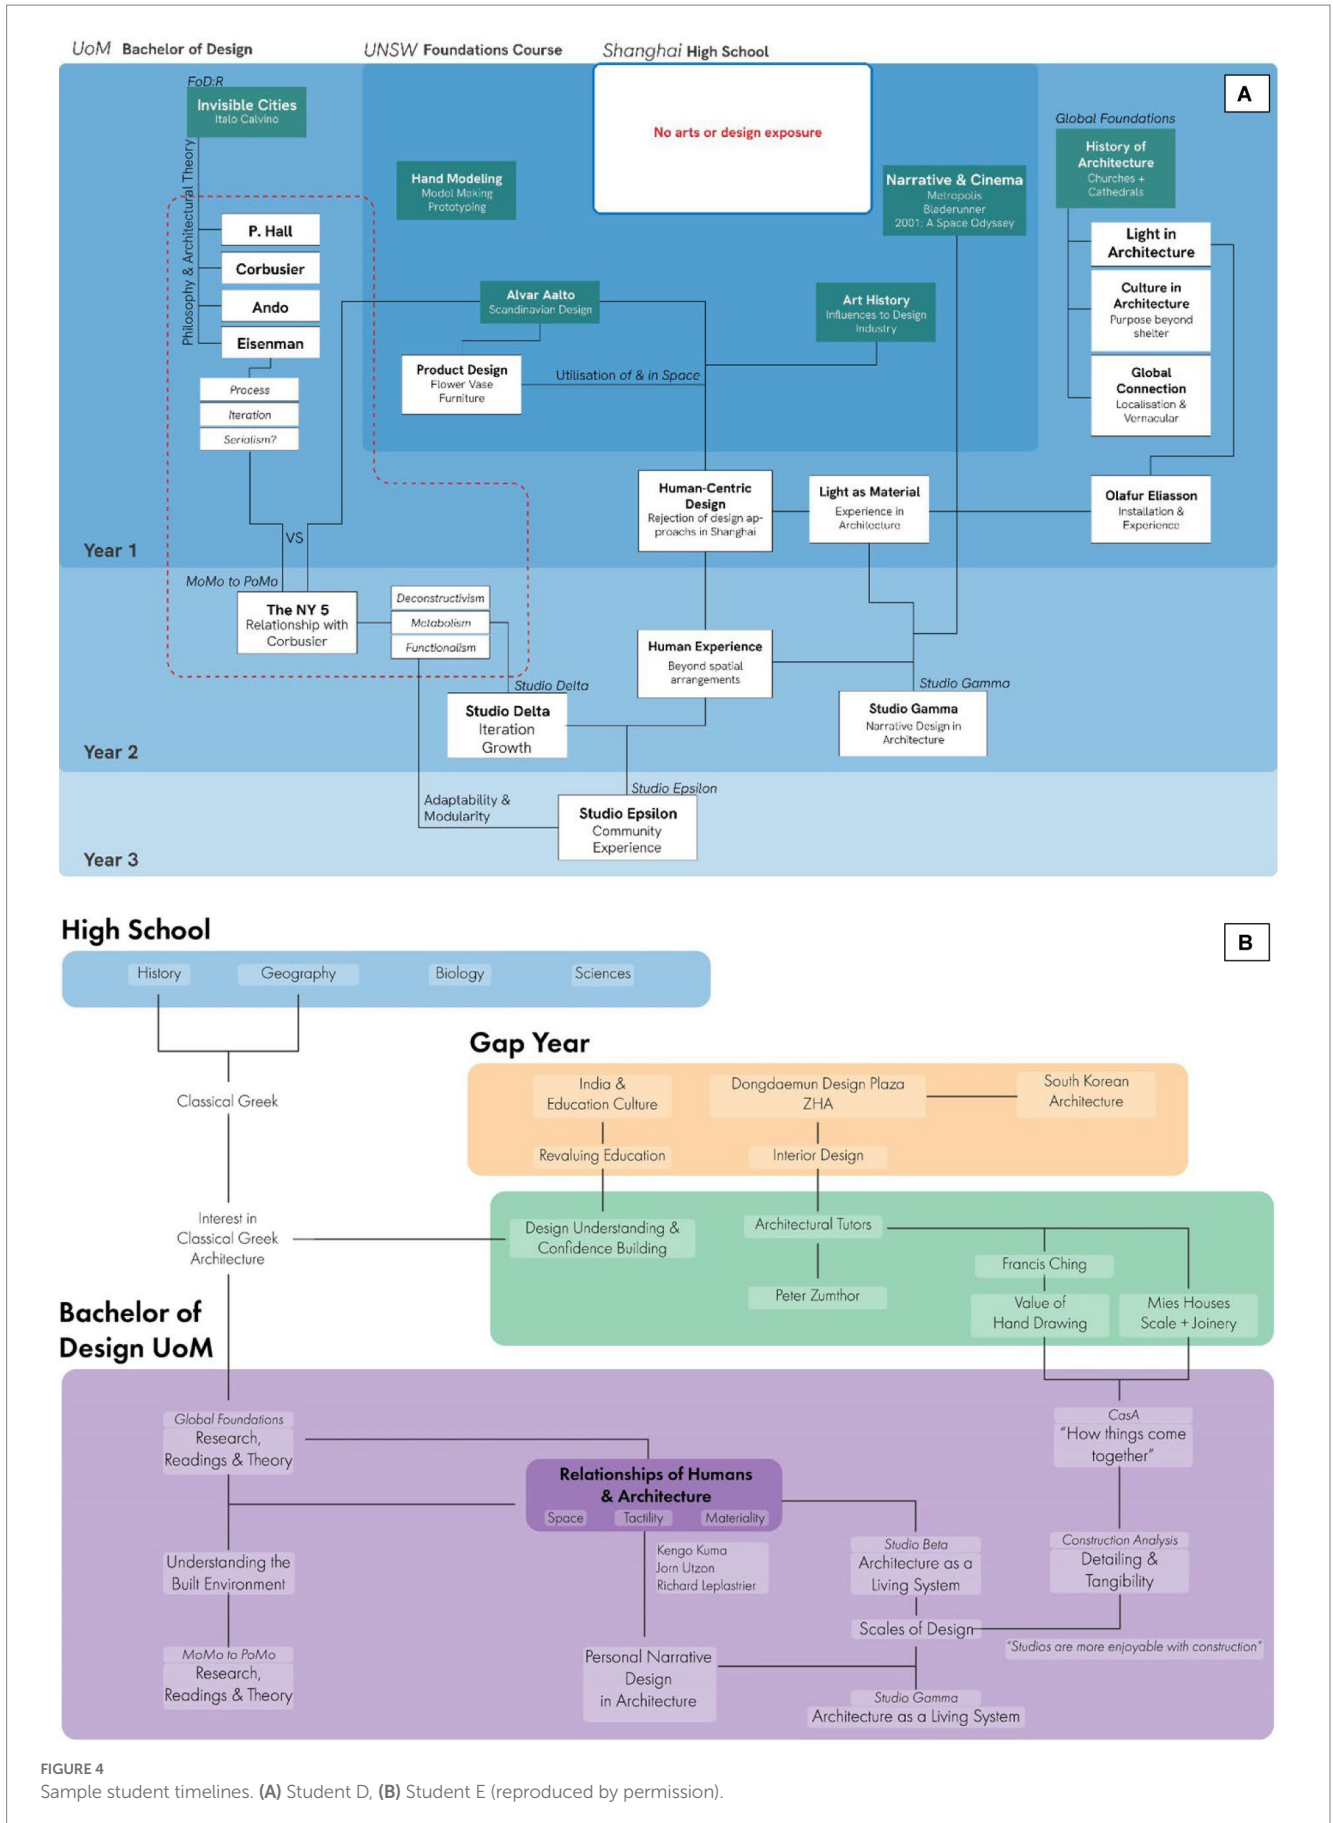 UoM Bachelor of Design
UNSW Foundations Course
Shanghai High School
A
FoD:R
Invisible Cities
Italo Calvino
Philosophy & Architectural Theory
P. Hall
Corbusier
Ando
Eisenman
Process
Iteration
Serialism?
Hand Modeling
Model Making
Prototyping
No arts or design exposure
Narrative & Cinema
Metropolis
Bladerunner
2001: A Space Odyssey
Global Foundations
History of
Architecture
Churches +
Cathedrals
Light in
Architecture
Culture in
Architecture
Purpose beyond
shelter
Global
Connection
Localisation &
Vernacular
Alvar Aalto
Scandinavian Design
Art History
Influences to Design
Industry
Product Design
Flower Vase
Furniture
Utilisation of & in Space
Human-Centric
Design
Rejection of design ap-
proachs in Shanghai
Light as Material
Experience in
Architecture
Olafur Eliasson
Installation &
Experience
VS
Year 1
MoMo to PoMo
The NY 5
Relationship with
Corbusier
Deconstructivism
Metabolism
Functionalism
Human Experience
Beyond spatial
arrangements
Studio Delta
Studio Delta
Iteration
Growth
Studio Gamma
Studio Gamma
Narrative Design in
Architecture
Year 2
Adaptability &
Modularity
Studio Epsilon
Studio Epsilon
Community
Experience
Year 3
High School
B
History
Geography
Biology
Sciences
Gap Year
India &
Education Culture
Dongdaemun Design Plaza
ZHA
South Korean
Architecture
Classical Greek
Revaluing Education
Interior Design
Interest in
Classical Greek
Architecture
Design Understanding &
Confidence Building
Architectural Tutors
Francis Ching
Peter Zumthor
Value of
Hand Drawing
Mies Houses
Scale + Joinery
Bachelor of
Design UoM
Global Foundations
Research,
Readings & Theory
CasA
"How things come
together"
Relationships of Humans
& Architecture
Space
Tactility
Materiality
Kengo Kuma
Jorn Utzon
Richard Leplastrier
Studio Beta
Architecture as a
Living System
Construction Analysis
Detailing &
Tangibility
Understanding the
Built Environment
Scales of Design
"Studios are more enjoyable with construction"
MoMo to PoMo
Research,
Readings & Theory
Personal Narrative
Design
in Architecture
Studio Gamma
Architecture as a Living System
FIGURE 4
Sample student timelines. (A) Student D, (B) Student E (reproduced by permission).